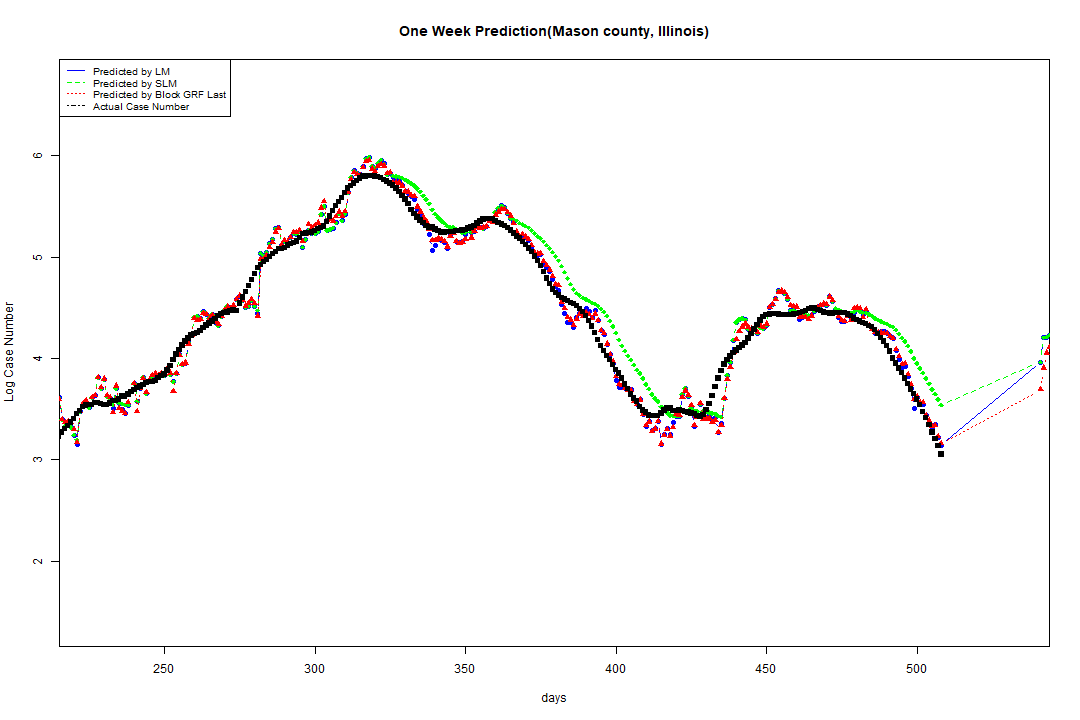 One Week Prediction(Mason county, Illinois)
Predicted by LM
Predicted by SLM
Predicted by Block GRF Last
Actual Case Number
Log Case Number
6
5
4
3
2
250 300 350 400 450 500
days